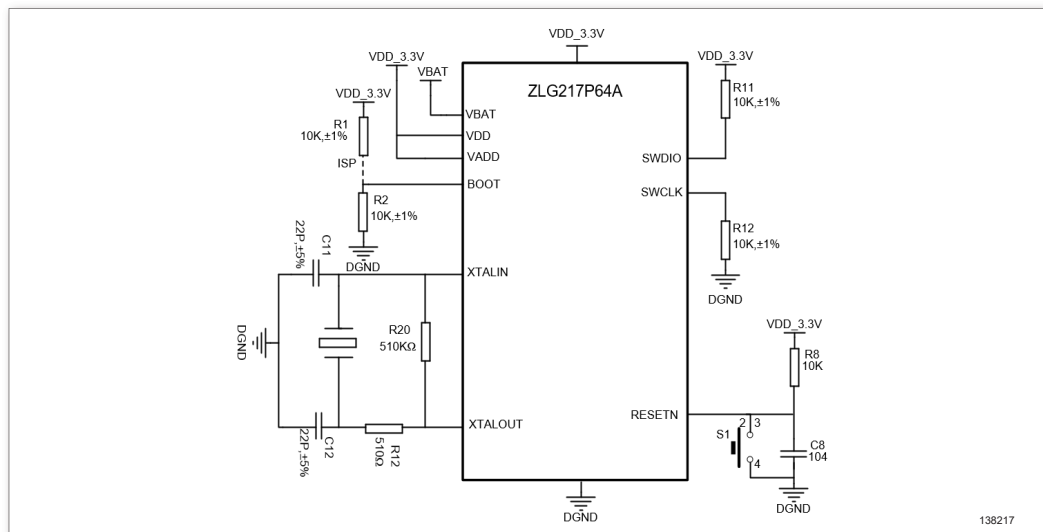 VDD_3.3V
ZLG217P64A
VDD_3.3V
VBAT
VDD_3.3V
R1
10K,±1%
ISP
R2
10K,±1%
DGND
VBAT
VDD
VADD
BOOT
XTALIN
XTALOUT
C11
22P,±5%
DGND
C12
22P,±5%
R20
510KΩ
R12
510Ω
VDD_3.3V
R11
10K,±1%
SWDIO
SWCLK
R12
10K,±1%
DGND
VDD_3.3V
R8
10K
RESETN
2 3
S1
4
C8
104
DGND
DGND
138217